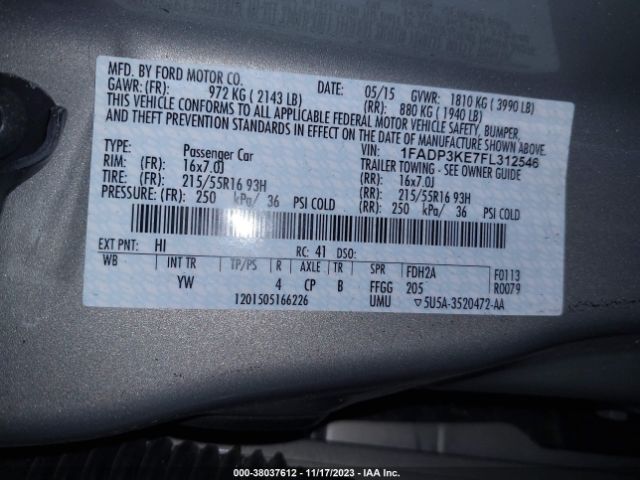 MFD. BY FORD MOTOR CO. DATE: 05/15 GVWR: 1810 KG ( 3990 LB)
GAWR: (FR): 972 KG ( 2143 LB) (RR): 880 KG ( 1940 LB)
THIS VEHICLE CONFORMS TO ALL APPLICABLE FEDERAL MOTOR VEHICLE SAFETY, BUMPER,
AND THEFT PREVENTION STANDARDS IN EFFECT ON THE DATE OF MANUFACTURE SHOWN ABOVE.
VIN: 1FADP3KE7FL312546
TYPE: Passenger Car TRAILER TOWING - SEE OWNER GUIDE
RIM: (FR): 16x7.0J (RR): 16x7.0J
TIRE: (FR): 215/55R16 93H (RR): 215/55R16 93H
PRESSURE: (FR) 250 kPa/ 36 PSI COLD (RR): 250 kPa/ 36 PSI COLD
EXT PNT: HI RC: 41 DSO:
WB INT TR TP/PS R AXLE TR SPR FDH2A F0113
YW 4 CP B FFGG 205 R0079
1201505166226 UMU ▽5U5A-3520472-AA
000-38037612 - 11/17/2023 - IAA Inc.